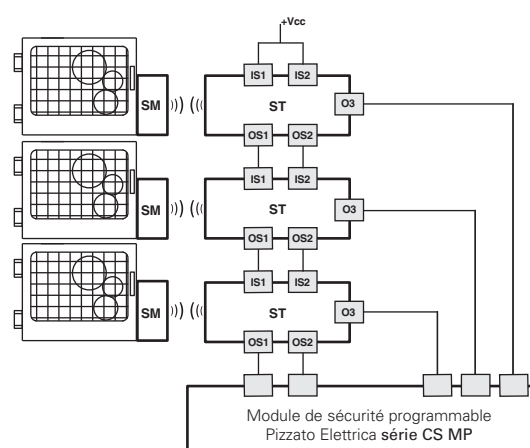 +Vcc
IS1 IS2
SM ST O3
OS1 OS2
IS1 IS2
SM ST O3
OS1 OS2
IS1 IS2
SM ST O3
OS1 OS2
Module de sécurité programmable
Pizzato Elettrica série CS MP